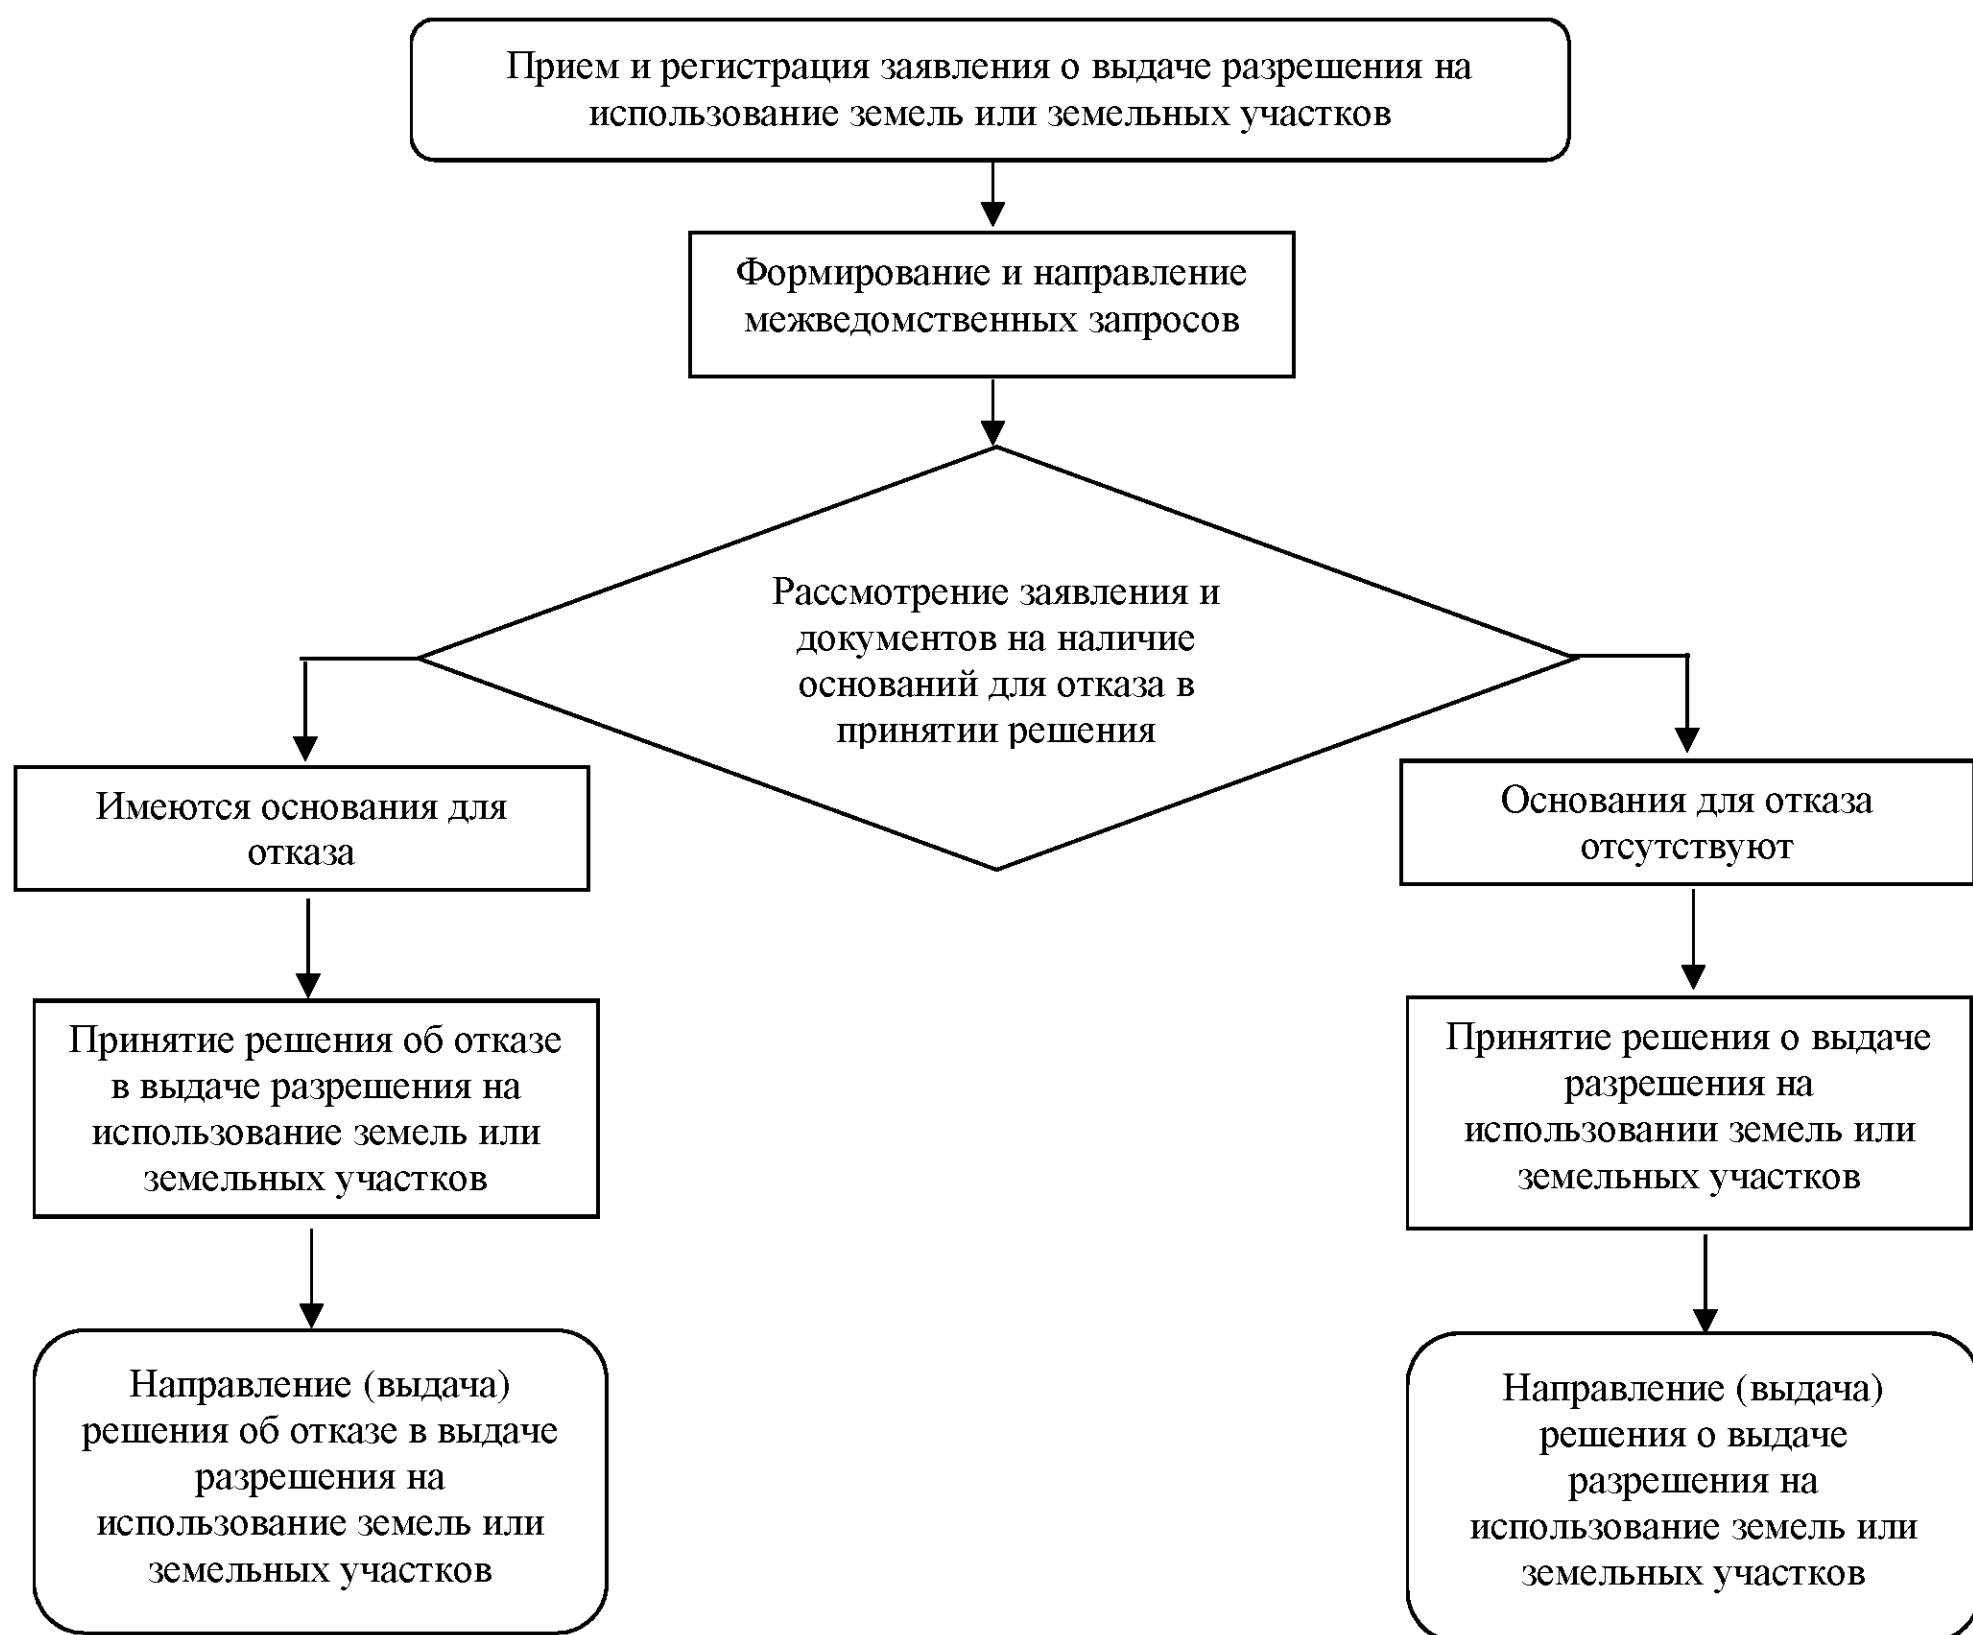 Прием и регистрация заявления о выдаче разрешения на
использование земель или земельных участков
Формирование и направление
межведомственных запросов
Рассмотрение заявления и
документов на наличие
оснований для отказа в
принятии решения
Имеются основания для
отказа
Основания для отказа
отсутствуют
Принятие решения об отказе
в выдаче разрешения на
использование земель или
земельных участков
Принятие решения о выдаче
разрешения на
использовании земель или
земельных участков
Направление (выдача)
решения об отказе в выдаче
разрешения на
использование земель или
земельных участков
Направление (выдача)
решения о выдаче
разрешения на
использование земель или
земельных участков